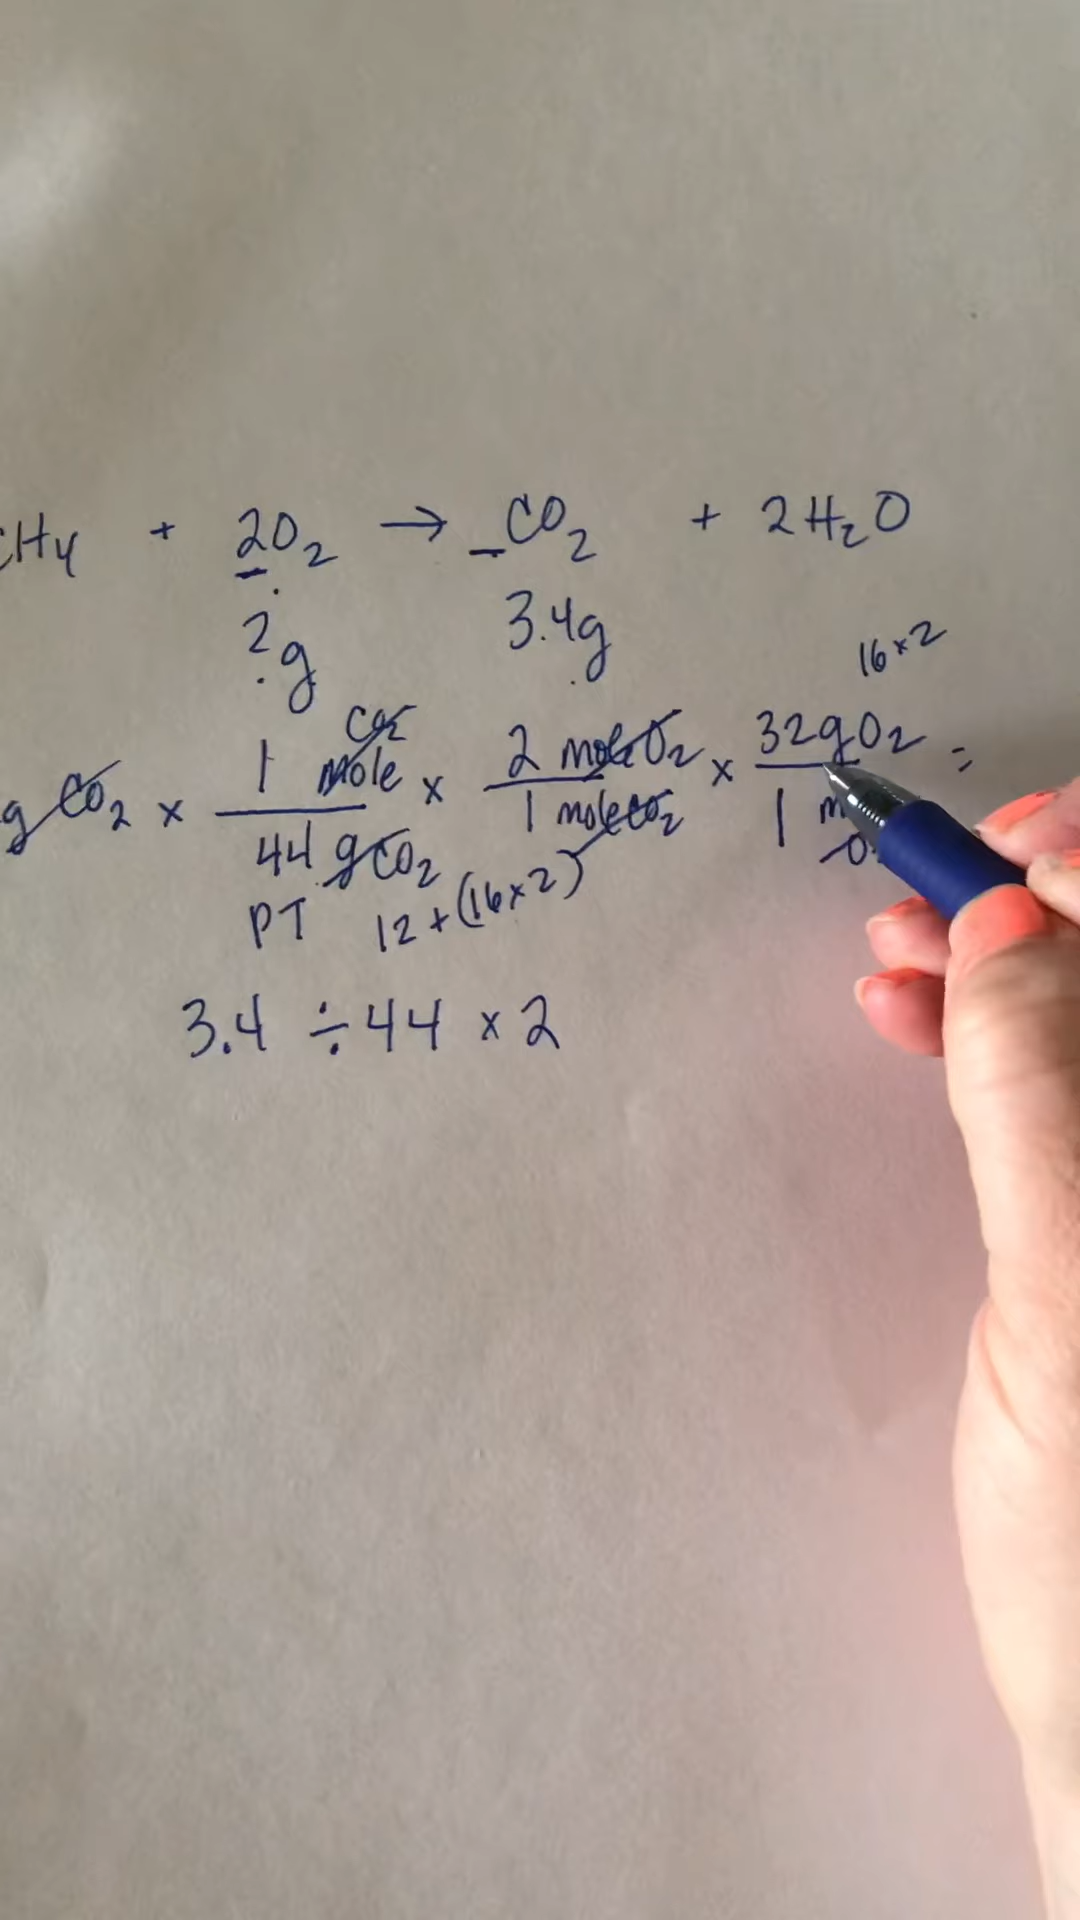 CH4 + 2O2 → _CO2 + 2H2O
?g 3.4g
16×2
g CO2 × 1 mole CO2 / 44 g CO2 × 2 mole O2 / 1 mole CO2 × 32g O2 / 1 =
PT 12+(16×2)
3.4 ÷ 44 × 2